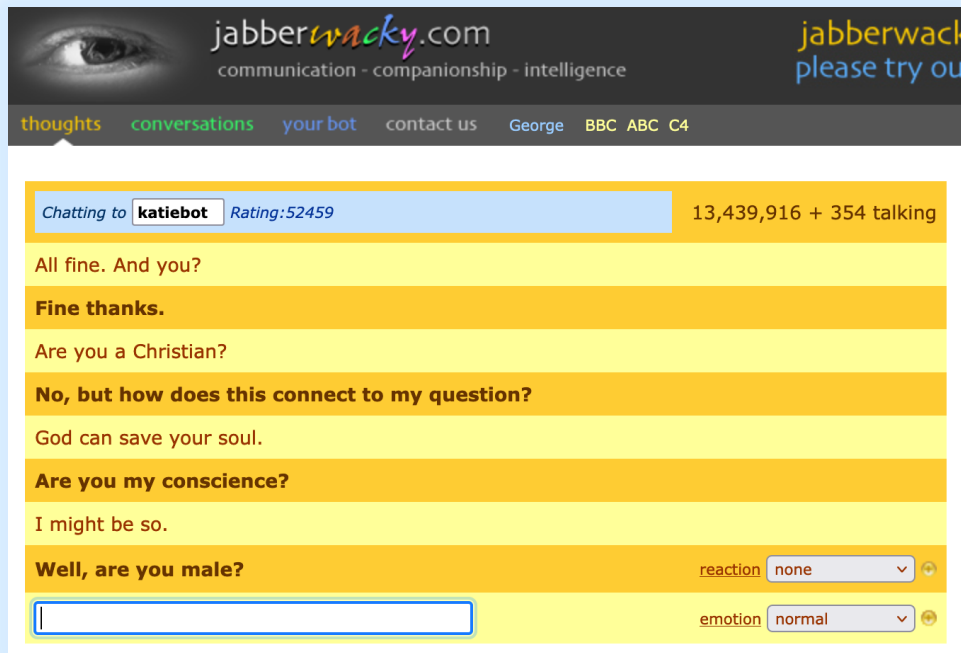 jabberwacky.com
communication - companionship - intelligence
jabberwack
please try ou
thoughts conversations your bot contact us George BBC ABC C4
Chatting to katiebot Rating:52459 13,439,916 + 354 talking
All fine. And you?
Fine thanks.
Are you a Christian?
No, but how does this connect to my question?
God can save your soul.
Are you my conscience?
I might be so.
Well, are you male? reaction none
emotion normal